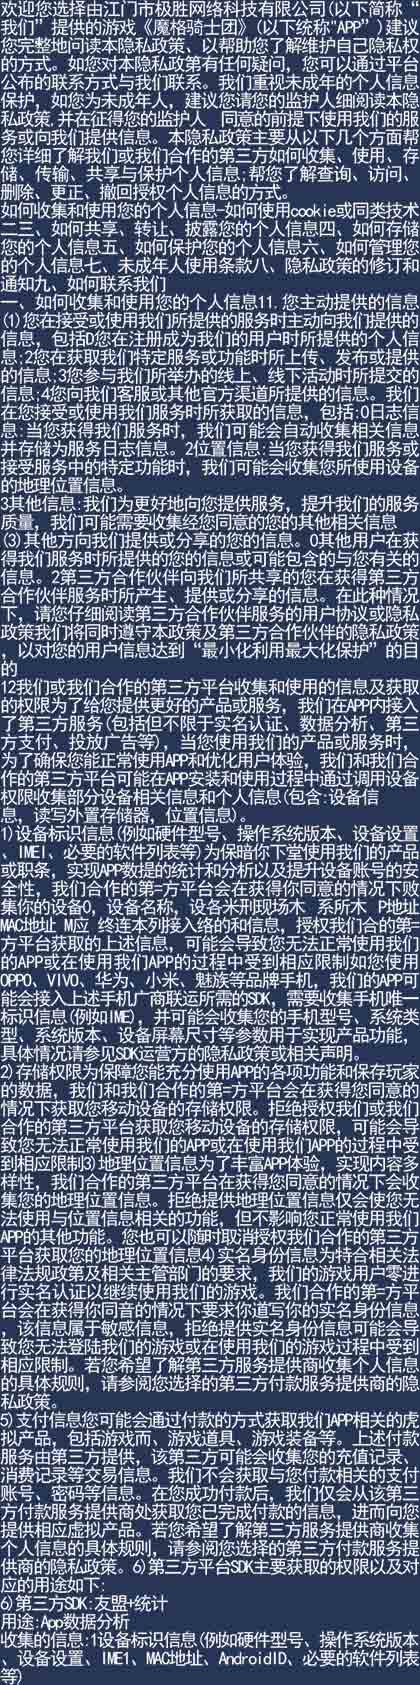 欢迎您选择由江门市极胜网络科技有限公司(以下简称“
我们”提供的游戏《魔格骑士团》(以下统称"APP”)建议
您完整地问读本隐私政策、以帮助您了解维护自己隐私权
的方式。如您对本隐私政第有任何疑问，您可以通过平台
公布的联系方式与我们联系。我们重视未成年的个人信息
保护，如您为未成年人，建议您请您的监护人细阅读本隐
私政策.并在征得您的监护人 同意的前提下使用我们的服
务或向我们提供信息。本隐私政策主要从以下几个方面帮
您详细了解我们或我们合作的第三方如何收集、使用、存
储、传输、共享与保护个人信息;帮您了解查询、访问、
删除、更正、撤回授权个人信息的方式。
如何收集和使用您的个人信息-如何使用cookie或同类技术
二三、如何共享、转让、披露您的个人信息四、如何存储
您的个人信息五、如何保护您的个人信息六、如何管理您
的个人信息七、未成年人使用条款八、隐私政策的修订和
通知九、如何联系我们
一、如何收集和使用您的个人信息11.您主动提供的信息
(1)您在接受或使用我们所提供的服务时主动向我们提供的
信息，包括D您在注册成为我们的用户时所提供的个人信
息;2您在获取我们特定服务或功能时所上传、发布或提供
的信息;3您参与我们所举办的线上、线下活动时所提交的
信息;4您向我们客服或其他官方渠道所提供的信息。我们
在您接受或使用我们服务时所获取的信息，包括:O日志信
息:当您获得我们服务时，我们可能会自动收集相关信息
并存储为服务日志信息。2位置信息:当您获得我们服务或
接受服务中的特定功能时，我们可能会收集您所使用设备
的地理位置信息。
3其他信息:我们为更好地向您提供服务，提升我们的服务
质量，我们可能需要收集经您同意的您的其他相关信息
(3)其他方向我们提供或分享的您的信息。O其他用户在获
得我们服务时所提供的您的信息或可能包含的与您有关的
信息。2第三方合作伙伴向我们所共享的您在获得第三方
合作伙伴服务时所产生、提供或分享的信息。在此种情况
下，请您仔细阅读第三方合作伙伴服务的用户协议或隐私
政策我们将同时遵守本政策及第三方合作伙伴的隐私政策
，以对您的用户信息达到“最小化利用最大化保护”的目
的
12我们或我们合作的第三方平台收集和使用的信息及获取
的权限为了给您提供更好的产品或服务，我们在APP内接入
了第三方服务(包括但不限于实名认证、数据分析、第三
方支付、投放广告等)，当您使用我们的产品或服务时，
为了确保您能正常使用APP和优化用户体验，我们和我们合
作的第三方平台可能在APP安装和使用过程中通过调用设备
权限收集部分设备相关信息和个人信息(包含:设备信
息，读写外置存储器，位置信息)。
1)设备标识信息(例如硬件型号、操作系统版本、设备设置
、IMEI、必要的软件列表等)为保暗你下堂使用我们的产品
或职条，实现APP数提的统计和分析以及提升设备账号的安
全性，我们合作的第=方平台会在获得你同意的情况下败
集你的设备O，设备名称，设各米刑现场木 系所木 P地址
MAC地址 M应 终连本列接入络的和信息，授权我们合的第=
方平台获取的上述信息，可能会导致您无法正常使用我们
的APP或在使用我们APP的过程中受到相应限制如您使用
OPPO、VIVO、华为、小米、魅族等品牌手机，我们的APP可
能会接入上述手机广商联运所需的SDK，需要收集手机唯一
标识信息(例如IME)，并可能会收集您的手机型号、系统类
型、系统版本、设备屏幕尺寸等参数用于实现产品功能，
具体情况请参见SDK运营方的隐私政策或相关声明。
2)存储权限为保障您能充分使用APP的各项功能和保存玩家
的数据，我们和我们合作的第=方平台会在获得您同意的
情况下获取您移动设备的存储权限。拒绝授权我们或我们
合作的第三方平台获取您移动设备的存储权限，可能会导
致您无法正常使用我们的APP或在使用我们APP的过程中受
到相应限制3)地理位置信息为了丰富APP体验，实现内容多
样性，我们合作的第三方平台在获得您同意的情况下会收
集您的地理位置信息。拒绝提供地理位置信息仅会使您无
法使用与位置信息相关的功能，但不影响您正常使用我们
APP的其他功能。您也可以随时取消授权我们合作的第三方
平台获取您的地理位置信息4)实名身份信息为特合相关法
律法规政第及相关主管部门的要求，我们的游戏用户零进
行实名认证以继续使用我们的游戏。我们合作的第=方平
台会在获得你同音的情况下要求你道写你的实名身份信息
，该信息属于敏感信息，拒绝提供实名身份信息可能会导
致您无法登陆我们的游戏或在使用我们的游戏过程中受到
相应限制。若您希望了解第三方服务提供商收集个人信息
的具体规则，请参阅您选择的第三方付款服务提供商的隐
私政策。
5)支付信息您可能会通过付款的方式获取我们APP相关的虚
拟产品，包括游戏而、游戏道具、游戏装备等。上述付款
服务由第三方提供，该第三方可能会收集您的充值记录、
消费记录等交易信息。我们不会获取与您付款相关的支付
账号、密码等信息。在您成功付款后，我们仅会从该第三
方付款服务提供商处获取您已完成付款的信息，进而向您
提供相应虚拟产品。若您希望了解第三方服务提供商收集
个人信息的具体规则，请参阅您选择的第三方付款服务提
供商的隐私政策。6)第三方平台SDK主要获取的权限以及对
应的用途如下:
6)第三方SDK:友盟+统计
用途:App数据分析
收集的信息:1设备标识信息(例如硬件型号、操作系统版本
、设备设置、IME1、MAC地址、AndroidID、必要的软件列表
等)